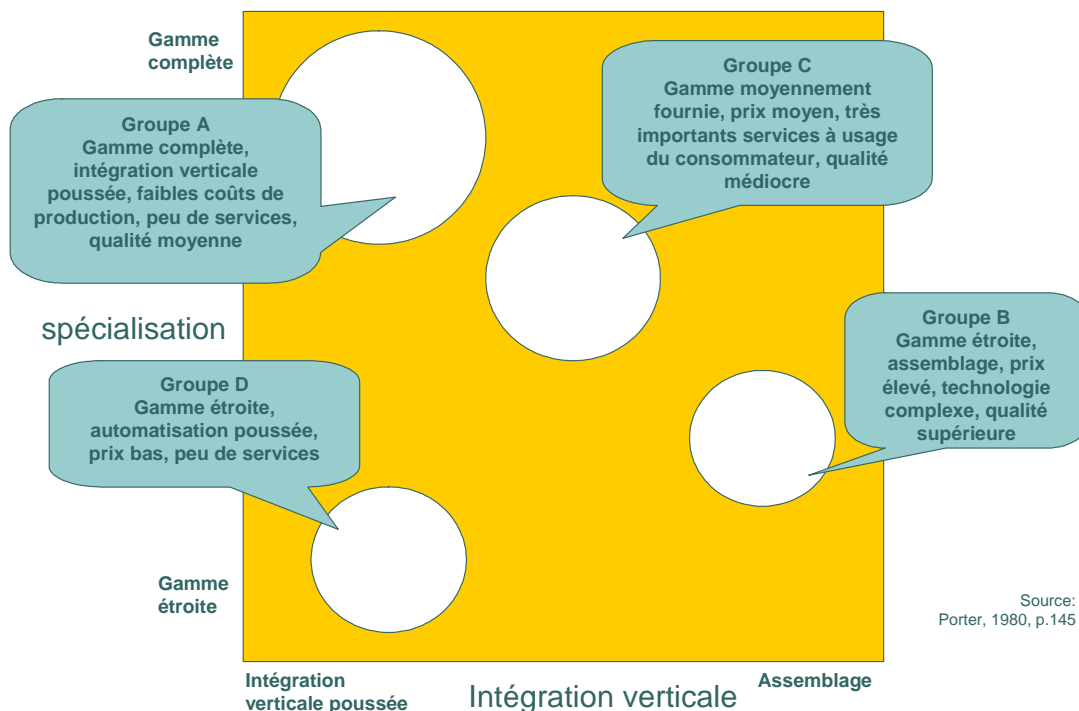 Gamme
complète
Groupe C
Gamme moyennement
fournie, prix moyen, très
importants services à usage
du consommateur, qualité
médiocre
Groupe A
Gamme complète,
intégration verticale
poussée, faibles coûts de
production, peu de services,
qualité moyenne
spécialisation
Groupe B
Gamme étroite,
assemblage, prix
élevé, technologie
complexe, qualité
supérieure
Groupe D
Gamme étroite,
automatisation poussée,
prix bas, peu de services
Gamme
étroite
Source:
Porter, 1980, p.145
Intégration
verticale poussée
Intégration verticale
Assemblage